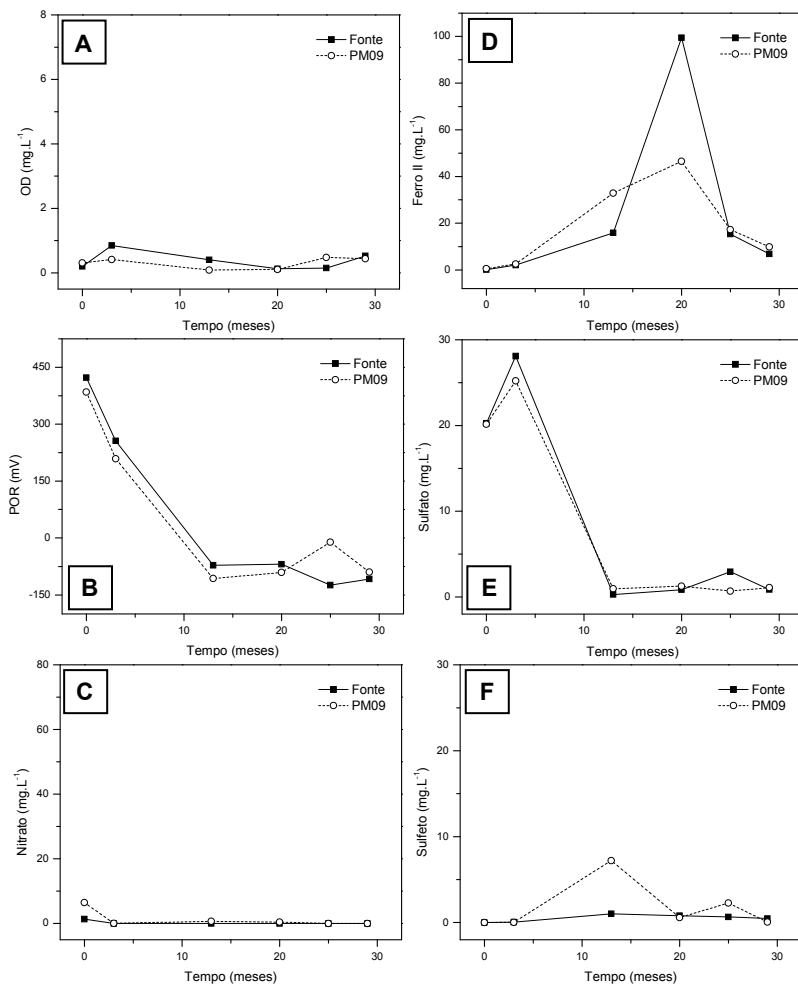 A
Fonte
PM09
8
6
4
2
0
OD (mg.L-1)
0 10 20 30
Tempo (meses)
D
Fonte
PM09
100
80
60
40
20
0
Ferro II (mg.L-1)
0 10 20 30
Tempo (meses)
B
Fonte
PM09
450
300
150
0
-150
POR (mV)
0 10 20 30
Tempo (meses)
E
Fonte
PM09
30
20
10
0
Sulfato (mg.L-1)
0 10 20 30
Tempo (meses)
C
Fonte
PM09
80
60
40
20
0
Nitrato (mg.L-1)
0 10 20 30
Tempo (meses)
F
Fonte
PM09
30
20
10
0
Sulfeto (mg.L-1)
0 10 20 30
Tempo (meses)